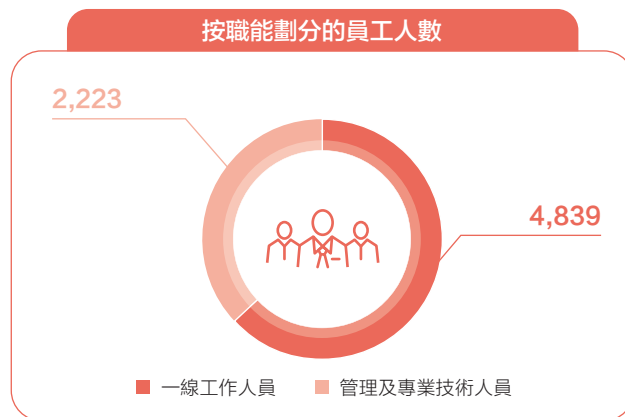 按職能劃分的員工人數
2,223
4,839
一線工作人員
管理及專業技術人員